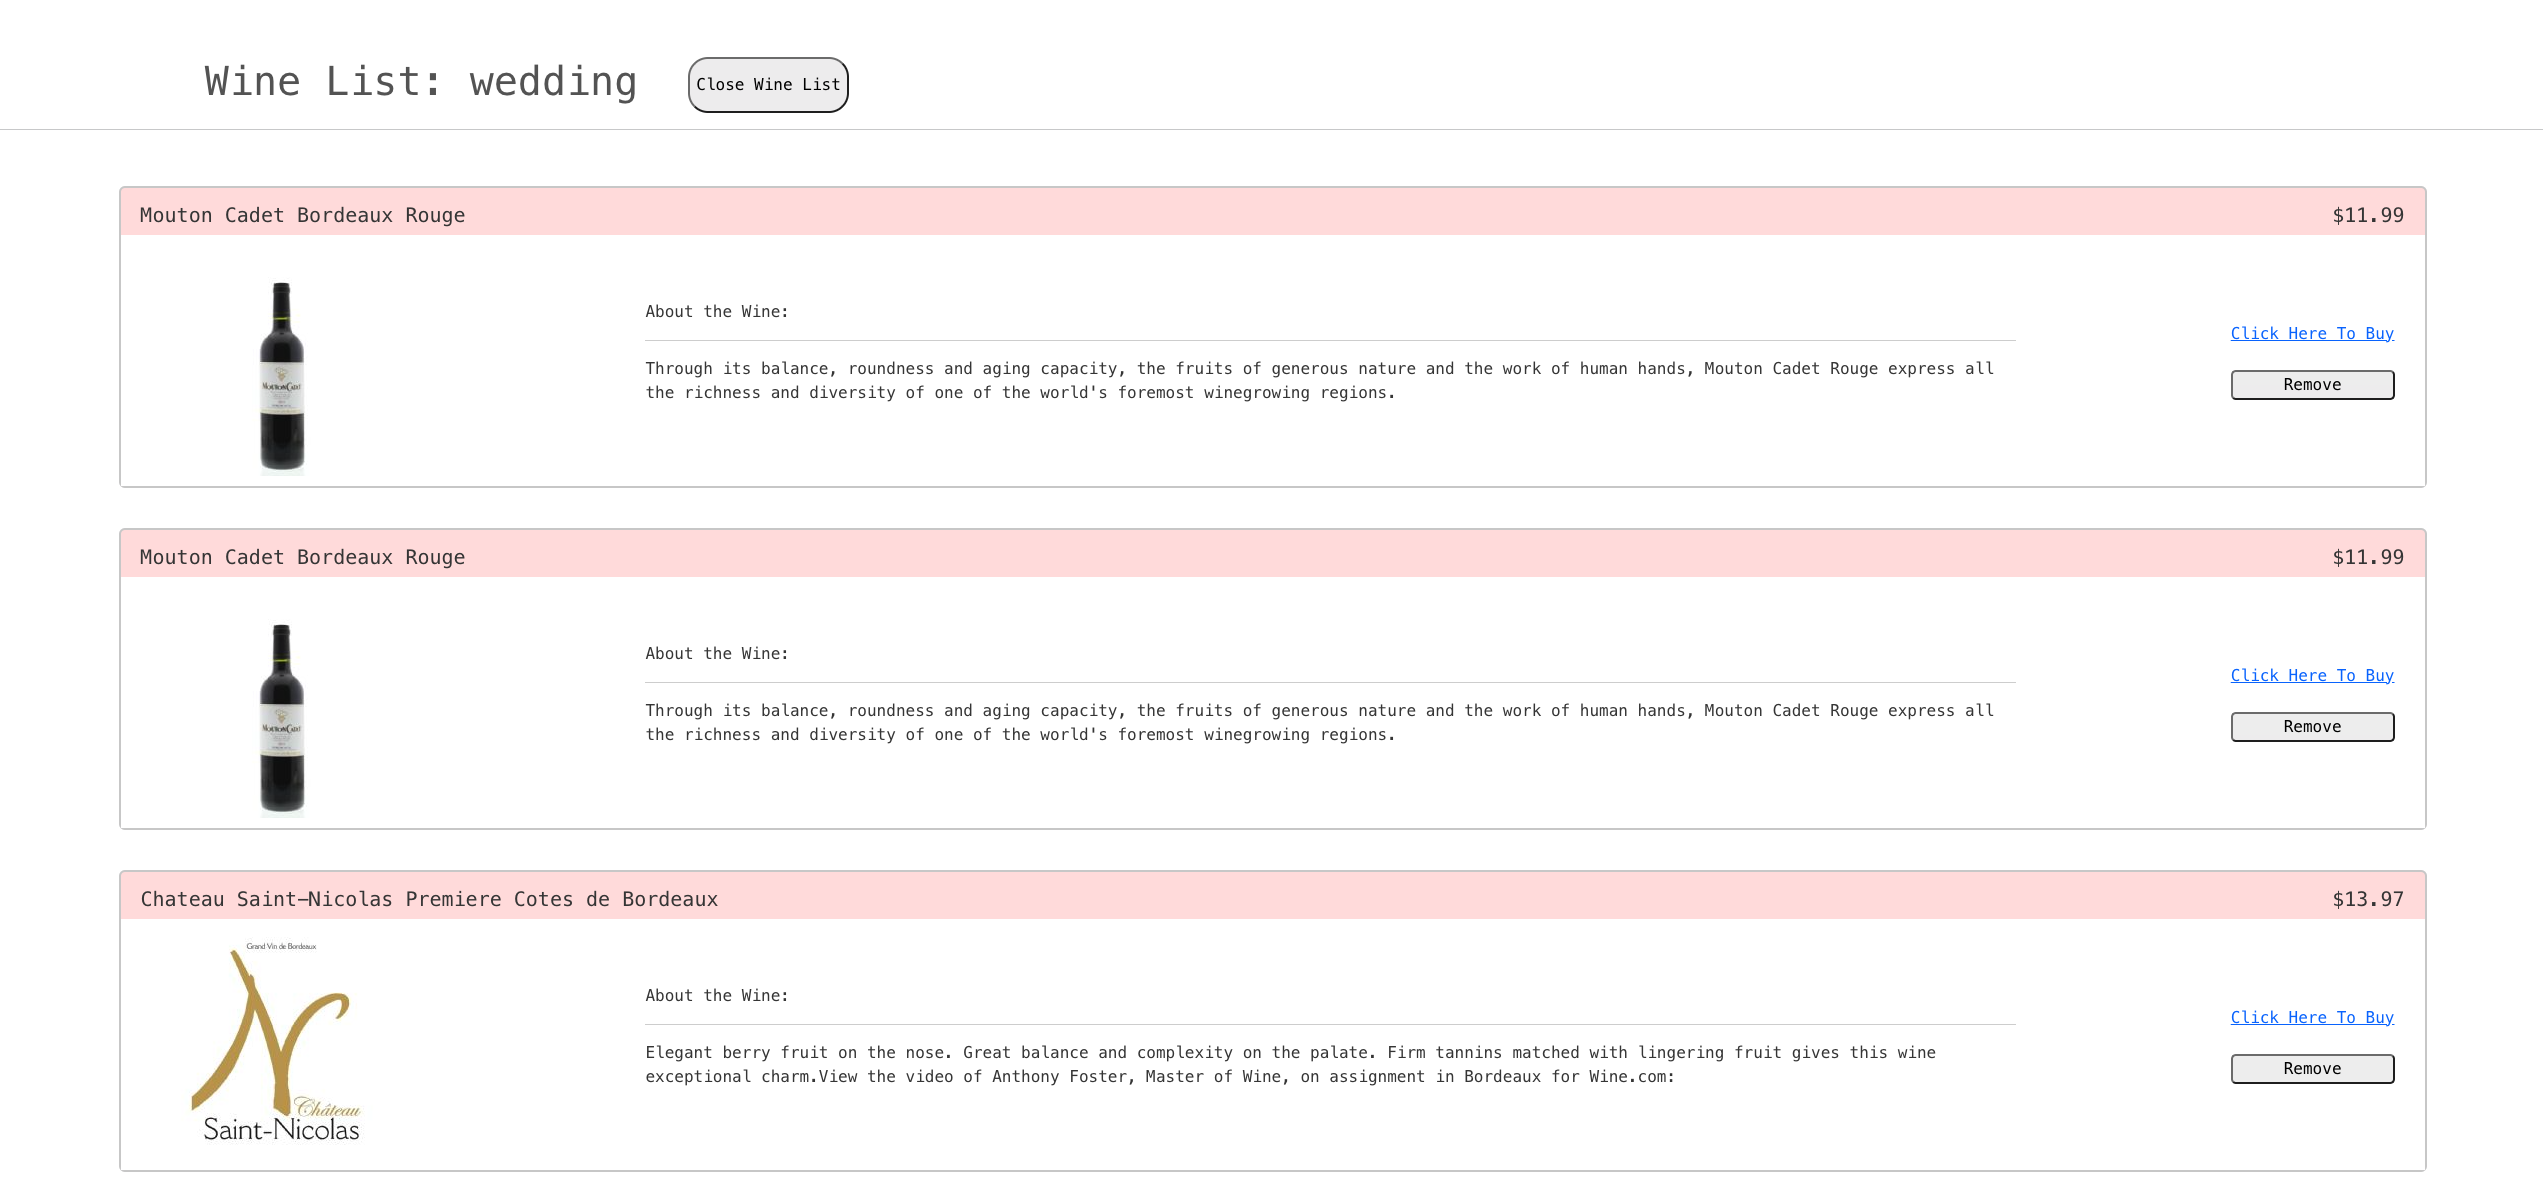 Wine List: wedding
Close Wine List
Mouton Cadet Bordeaux Rouge
$11.99
MOUTON CADET
About the Wine:
Through its balance, roundness and aging capacity, the fruits of generous nature and the work of human hands, Mouton Cadet Rouge express all
the richness and diversity of one of the world's foremost winegrowing regions.
Click Here To Buy
Remove
Mouton Cadet Bordeaux Rouge
$11.99
MOUTON CADET
About the Wine:
Through its balance, roundness and aging capacity, the fruits of generous nature and the work of human hands, Mouton Cadet Rouge express all
the richness and diversity of one of the world's foremost winegrowing regions.
Click Here To Buy
Remove
Chateau Saint-Nicolas Premiere Cotes de Bordeaux
$13.97
Grand Vin de Bordeaux
N
Château
Saint-Nicolas
About the Wine:
Elegant berry fruit on the nose. Great balance and complexity on the palate. Firm tannins matched with lingering fruit gives this wine
exceptional charm.View the video of Anthony Foster, Master of Wine, on assignment in Bordeaux for Wine.com:
Click Here To Buy
Remove